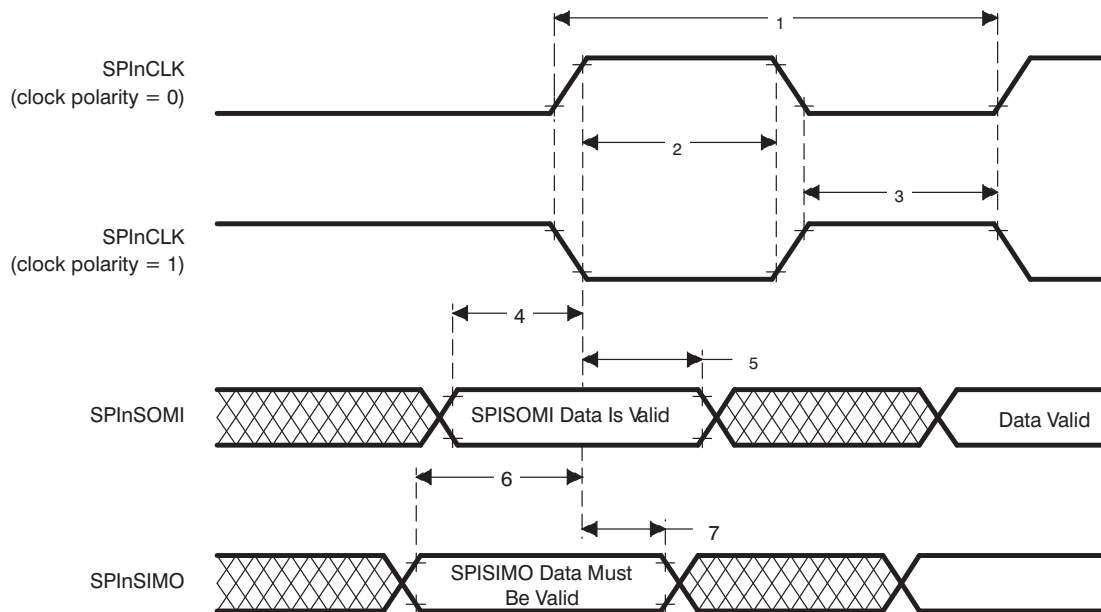 1
SPInCLK
(clock polarity = 0)
2
3
SPInCLK
(clock polarity = 1)
4
5
SPInSOMI
SPISOMI Data Is Valid
Data Valid
6
7
SPInSIMO
SPISIMO Data Must
Be Valid